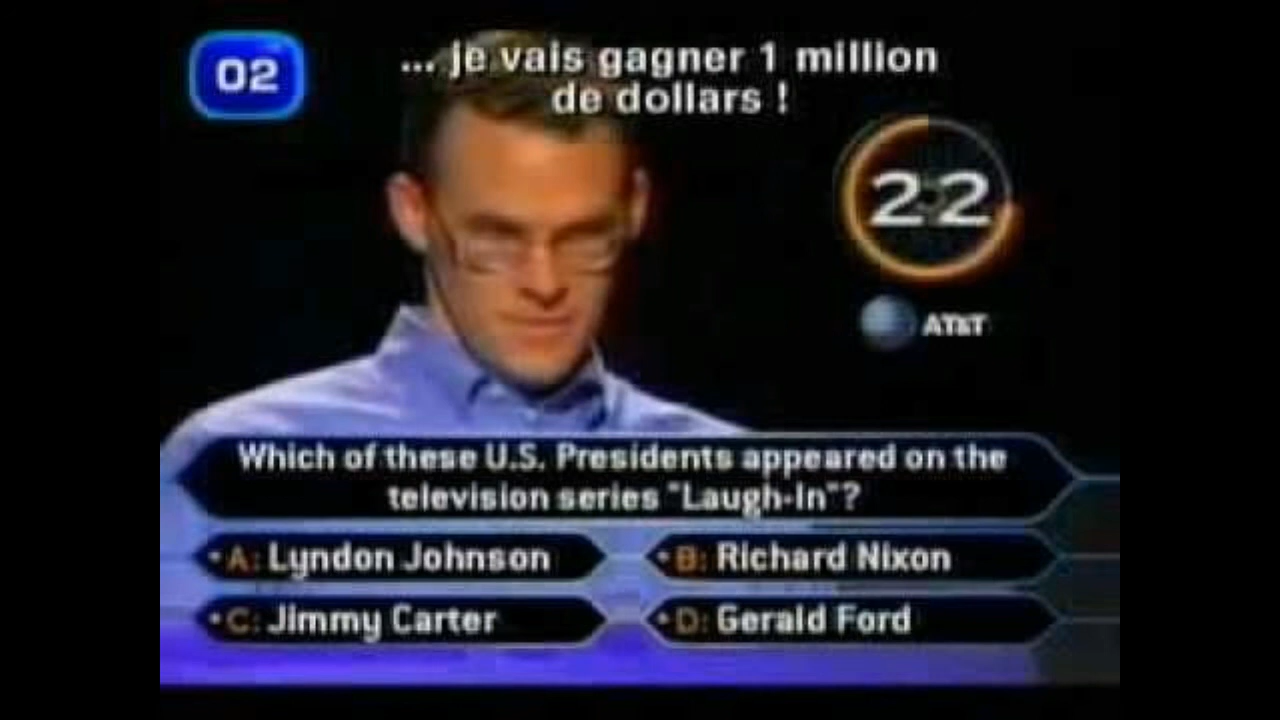 02
... je vais gagner 1 million
de dollars !
22
AT&T
Which of these U.S. Presidents appeared on the
television series "Laugh-In"?
A: Lyndon Johnson
B: Richard Nixon
C: Jimmy Carter
D: Gerald Ford